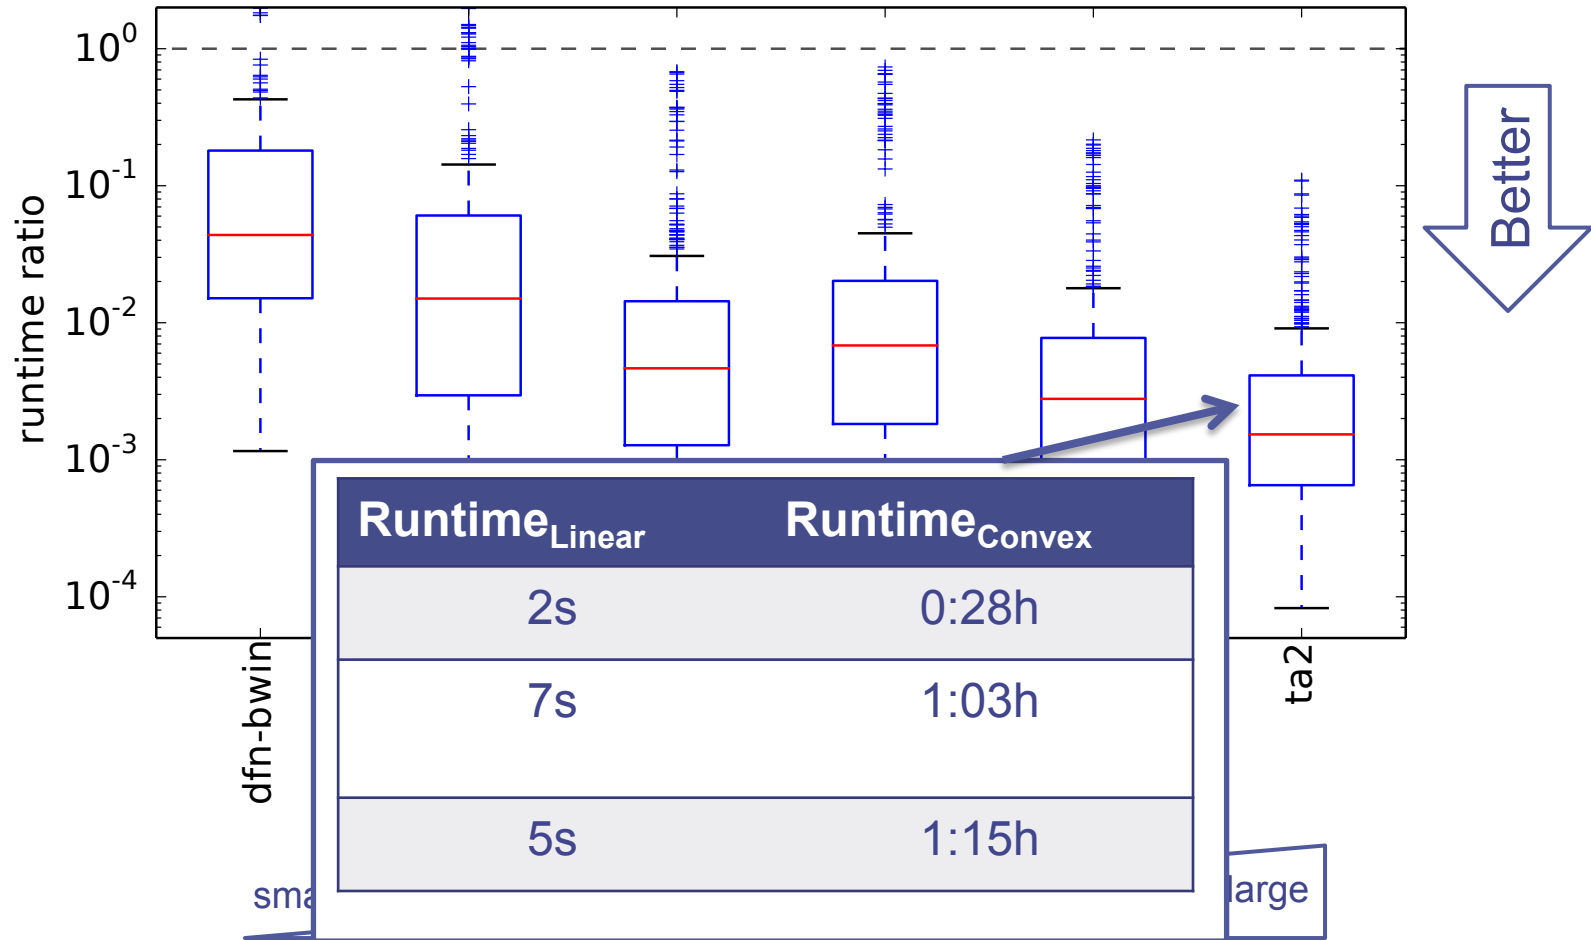 10^0
10^-1
10^-2
10^-3
10^-4
runtime ratio
Better
Runtime_Linear Runtime_Convex
2s 0:28h
7s 1:03h
5s 1:15h
dfn-bwin
ta2
large